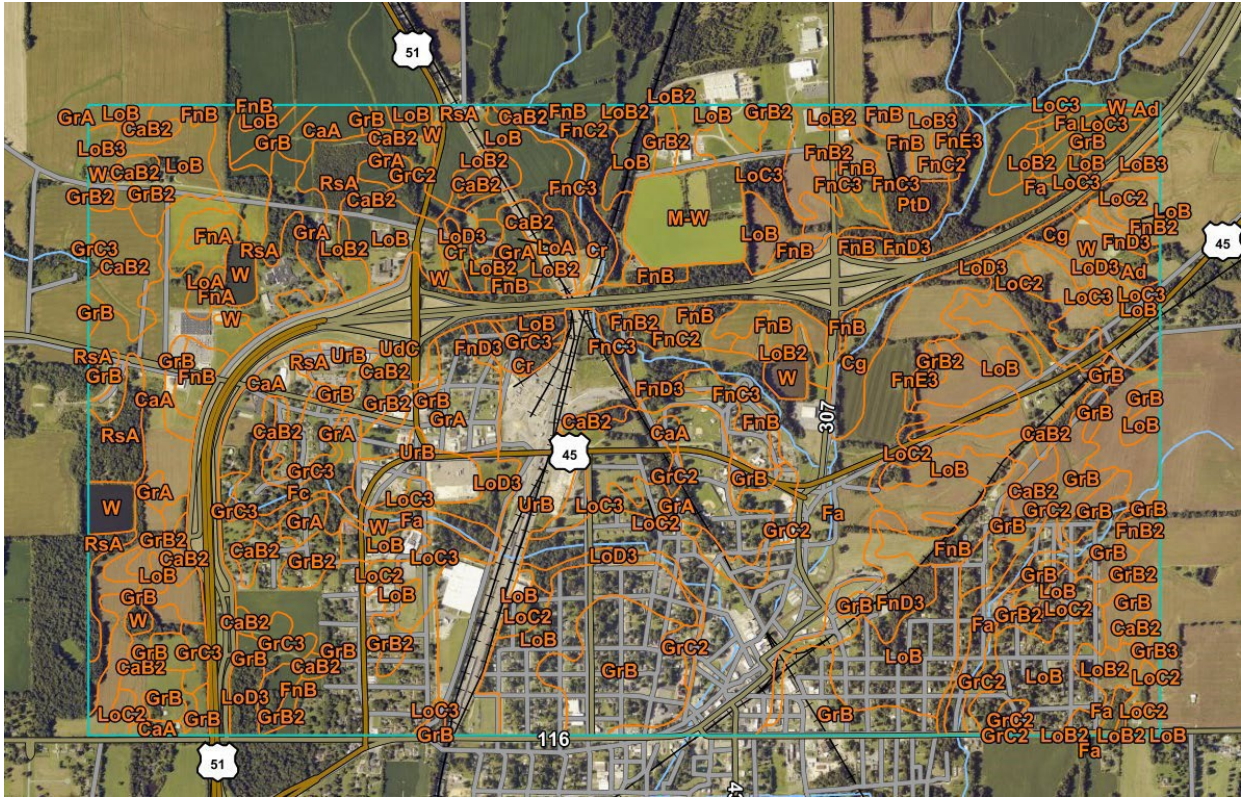 51
45
GrA LoB CaB2 FnB FnB LoB GrB CaA GrB CaB2 LoB W RsA CaB2 LoB FnB FnC2 LoB2 LoB2 GrB2 LoB GrB2 LoB2 FnB LoB3 FnB FnE3 LoC3 W Ad Fa LoC3 GrB
LoB3 W CaB2 LoB GrA GrC2 LoB2 LoB FnB2 FnB FnC2 LoB2 LoB LoB3
GrB2 GrB2 RsA CaB2 CaB2 FnC3 LoC3 FnC3 FnC3 PtD Fa LoC3 LoC2
FnA RsA GrA LoB2 LoB LoD3 Cr CaB2 GrA LoA Cr M-W LoB FnB FnB FnD3 Cg W FnD3 LoB FnB2
GrC3 CaB2 LoA W FnA W LoB2 LoB2 FnB FnB LoD3 LoC2 LoD3 Ad LoC3 LoC3 LoB
GrB W
RsA GrB GrB FnB RsA UrB CaB2 UdC FnD3 LoB GrC3 Cr FnC3 FnB2 FnC2 FnB FnB LoB2 W FnB Cg GrB2 FnE3 LoB GrB
CaA CaA GrB GrB2 GrB GrA FnD3 FnC3 FnB 307 GrB GrB LoB
RsA CaB2 GrA UrB CaB2 45 CaA LoC2 LoB CaB2
W GrA GrC3 Fc GrC3 LoD3 GrC2 GrB GrB CaB2 GrC2 GrB GrB
RsA GrB2 CaB2 GrA W LoC3 Fa UrB LoC3 GrA LoC2 GrC2 Fa GrB FnB2
LoB CaB2 GrB2 LoB LoC3 LoD3 FnB GrB GrB2
GrB W LoC2 LoB LoB LoC2 GrB FnD3 GrB LoB GrB2 LoC2 Fa GrB
GrB CaB2 GrC3 CaB2 GrC3 GrB CaB2 GrB GrB2 LoB GrB GrC2 LoB CaB2 GrB3
GrB LoC2 CaA GrB LoD3 FnB GrB2 LoC3 GrB GrC2 LoB LoB2 LoC2
116 GrB GrC2 GrC2 LoB2 Fa LoC2 LoB2 LoB Fa
51